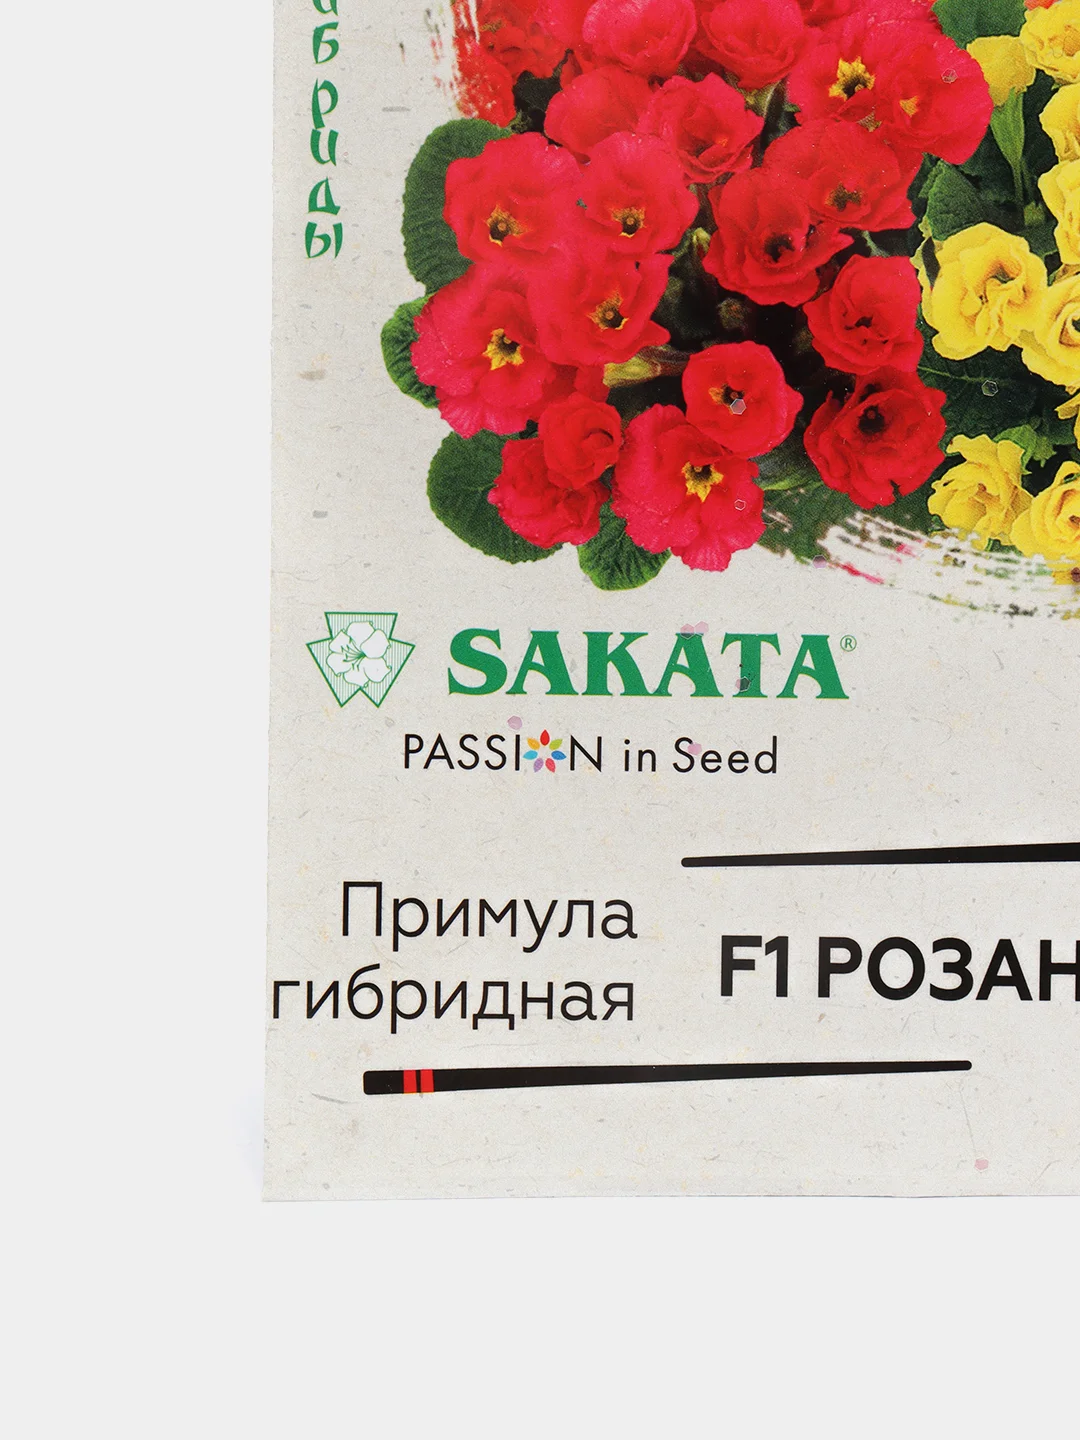 SAKATA®
PASSION in Seed
Примула
гибридная
F1 РОЗАН